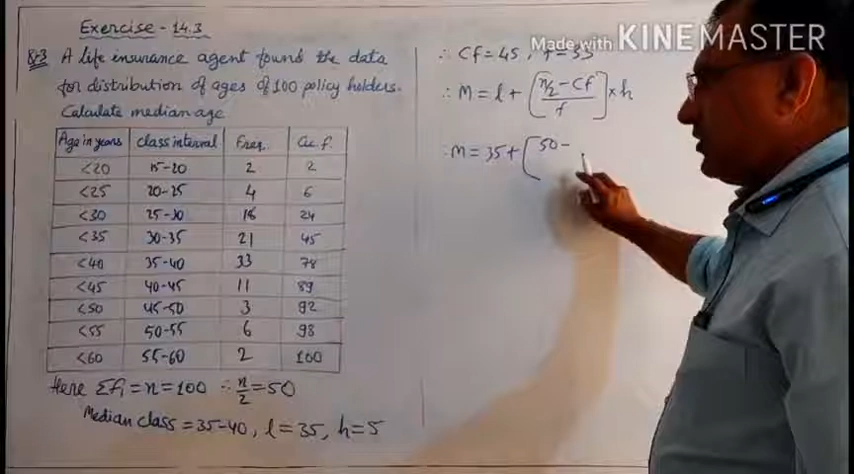 Exercise - 14.3
Q.3 A life insurance agent found the data
for distribution of ages of 100 policy holders.
Calculate median age
Age in years class interval Freq. Cu. f.
<20 15-20 2 2
<25 20-25 4 6
<30 25-30 18 24
<35 30-35 21 45
<40 35-40 33 78
<45 40-45 11 89
<50 45-50 3 92
<55 50-55 6 98
<60 55-60 2 100
Here Σfi = n = 100 ∴ n/2 = 50
Median class = 35-40, l = 35, h = 5
Made with KINEMASTER
∴ Cf = 45, f = 33
∴ M = l + [n/2 - Cf / f] × h
∴ M = 35 + [50 -